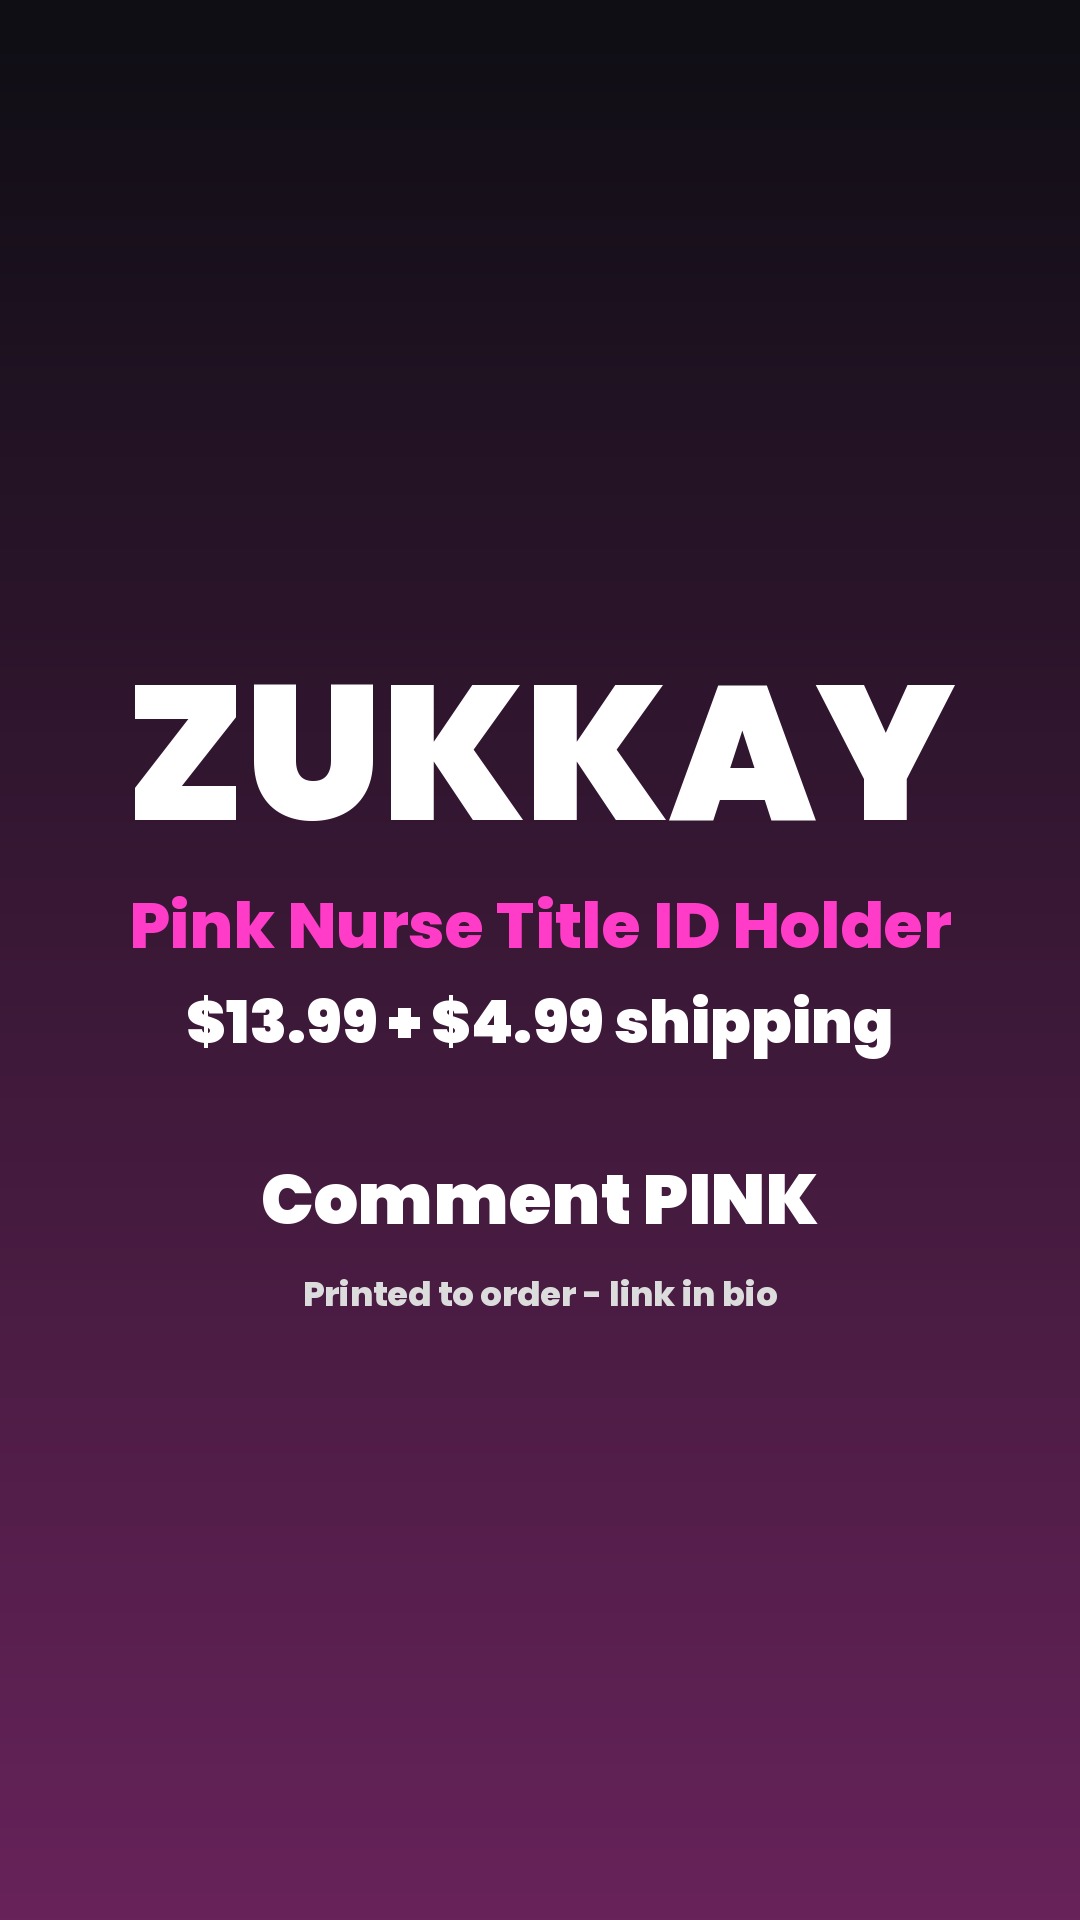 ZUKKAY
Pink Nurse Title ID Holder
$13.99 + $4.99 shipping
Comment PINK
Printed to order - link in bio